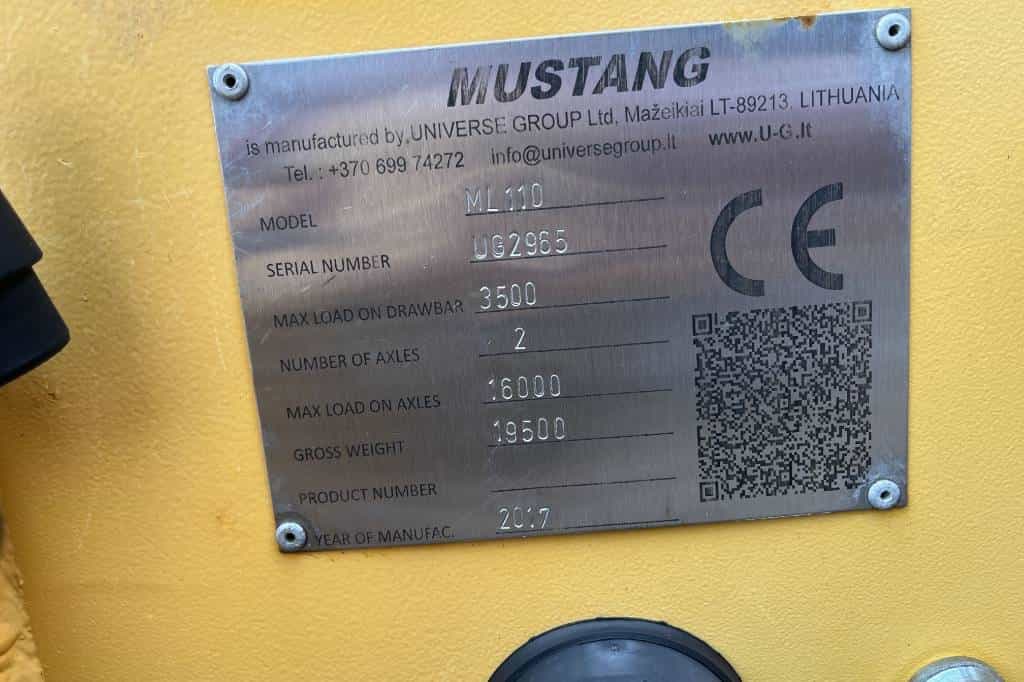 MUSTANG
is manufactured by,UNIVERSE GROUP Ltd, Mažeikiai LT-89213, LITHUANIA
Tel. : +370 699 74272 info@universegroup.lt www.U-G.lt
MODEL ML110
SERIAL NUMBER UG2965
MAX LOAD ON DRAWBAR 3500
NUMBER OF AXLES 2
MAX LOAD ON AXLES 16000
GROSS WEIGHT 19500
PRODUCT NUMBER
YEAR OF MANUFAC. 2017
CE